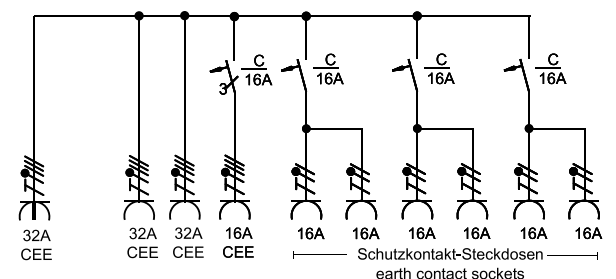 C C C C
3 16A 16A 16A 16A
32A 32A 32A 16A 16A 16A 16A 16A 16A 16A
CEE CEE CEE CEE
Schutzkontakt-Steckdosen
earth contact sockets